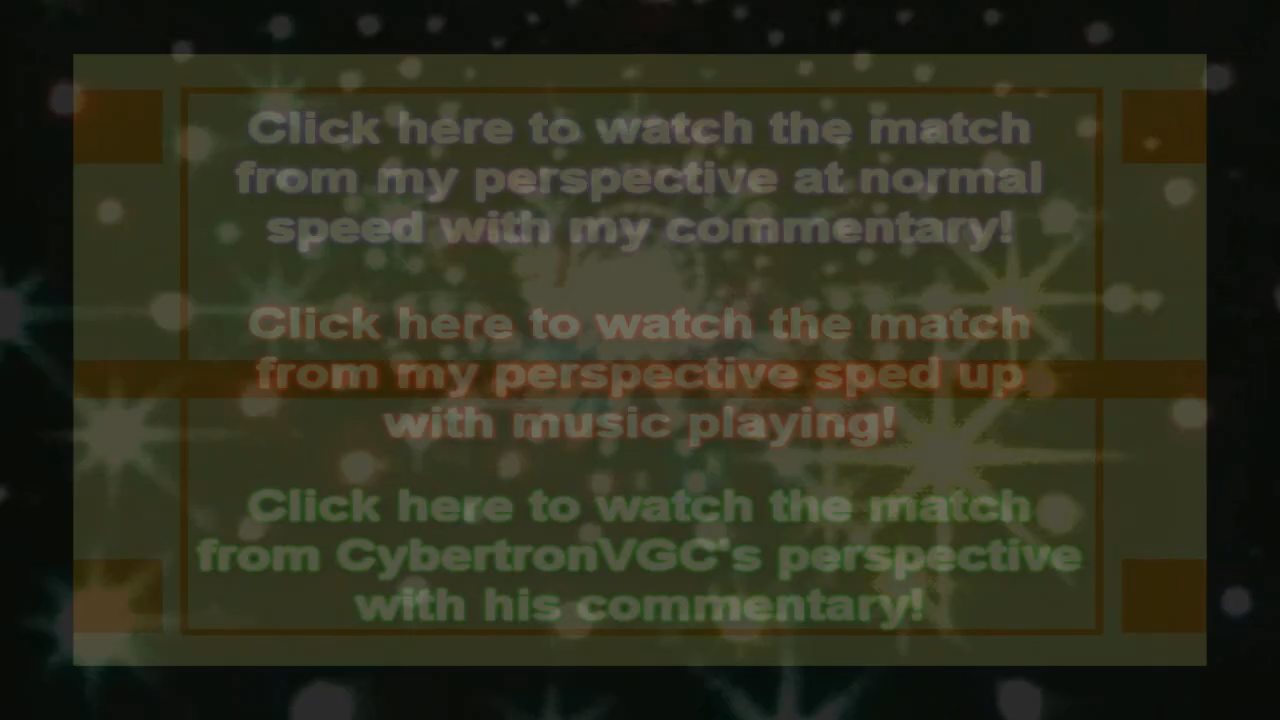 Click here to watch the match
from my perspective at normal
speed with my commentary!
Click here to watch the match
from my perspective sped up
with music playing!
Click here to watch the match
from CybertronVGC's perspective
with his commentary!